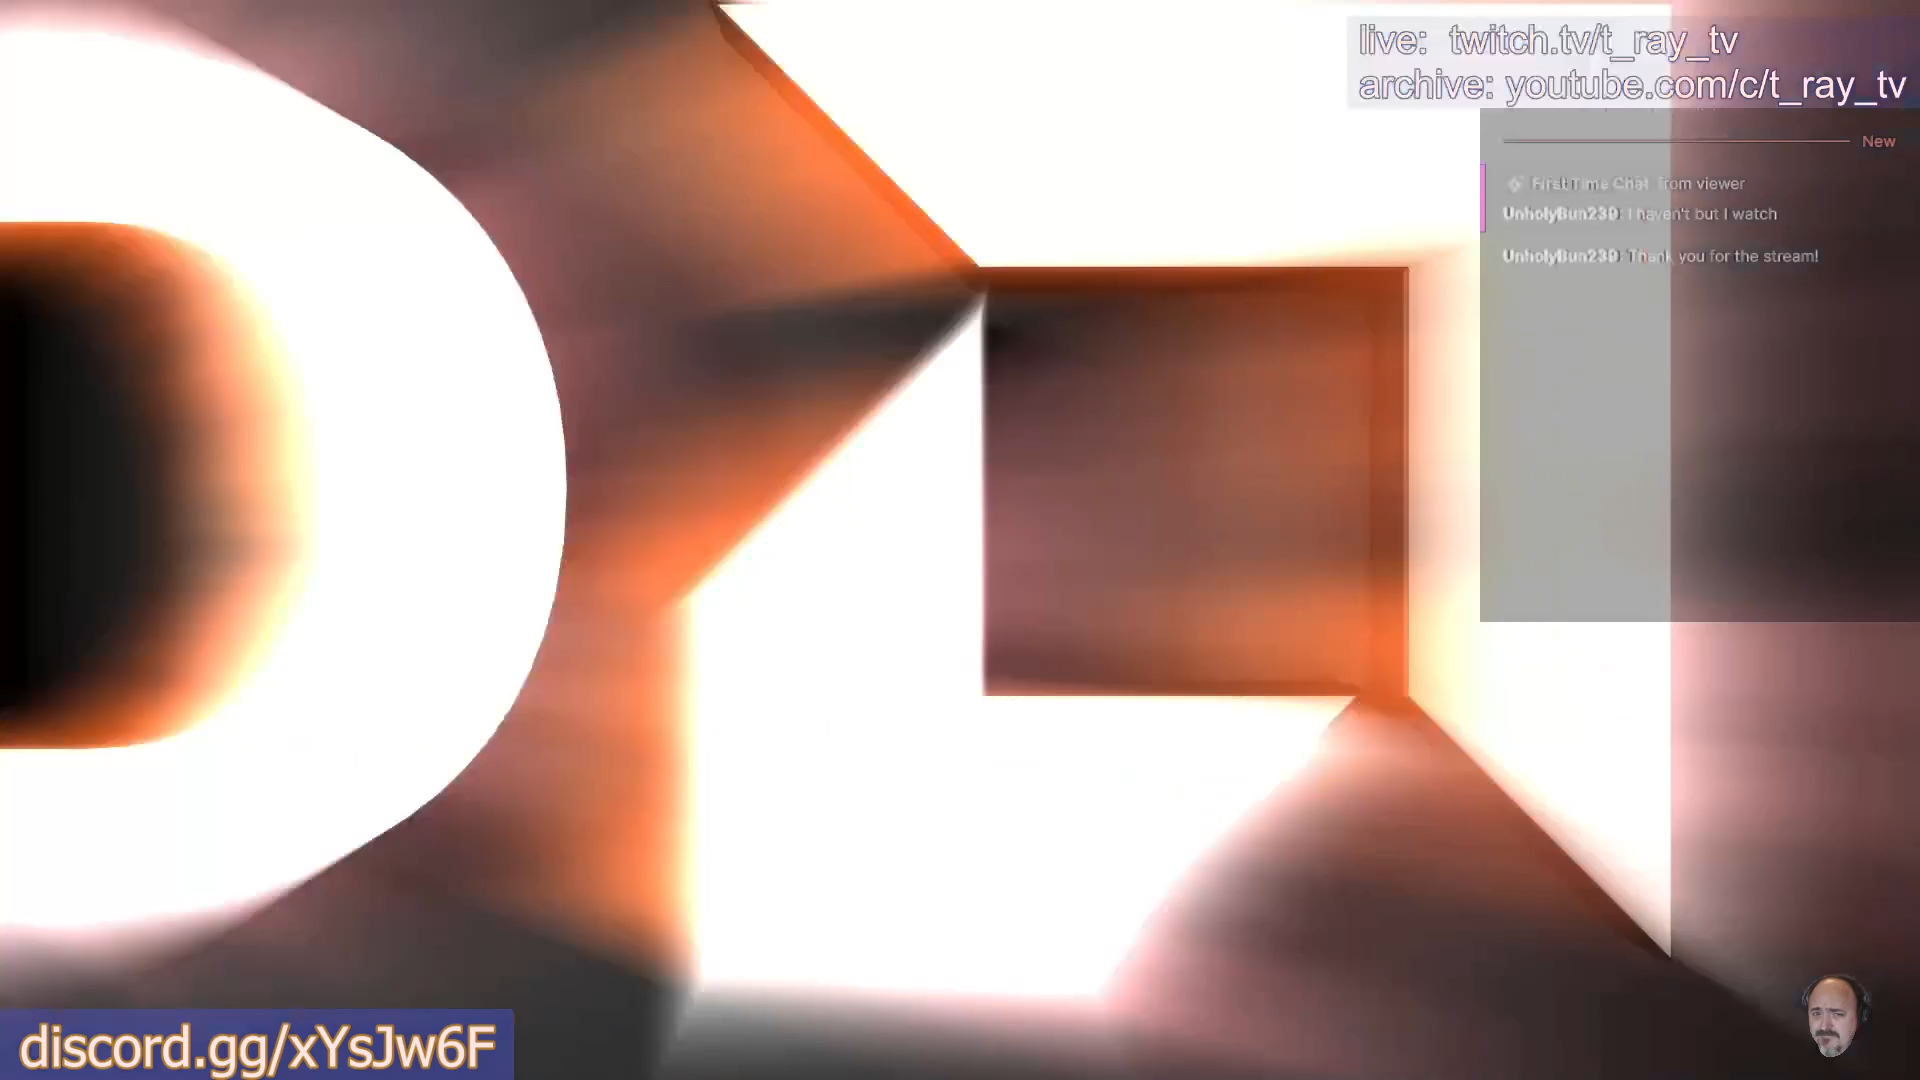 live: twitch.tv/t_ray_tv
archive: youtube.com/c/t_ray_tv
New
First Time Chat from viewer
UnholyBun239: I haven't but I watch
UnholyBun239: Thank you for the stream!
discord.gg/xYsJw6F